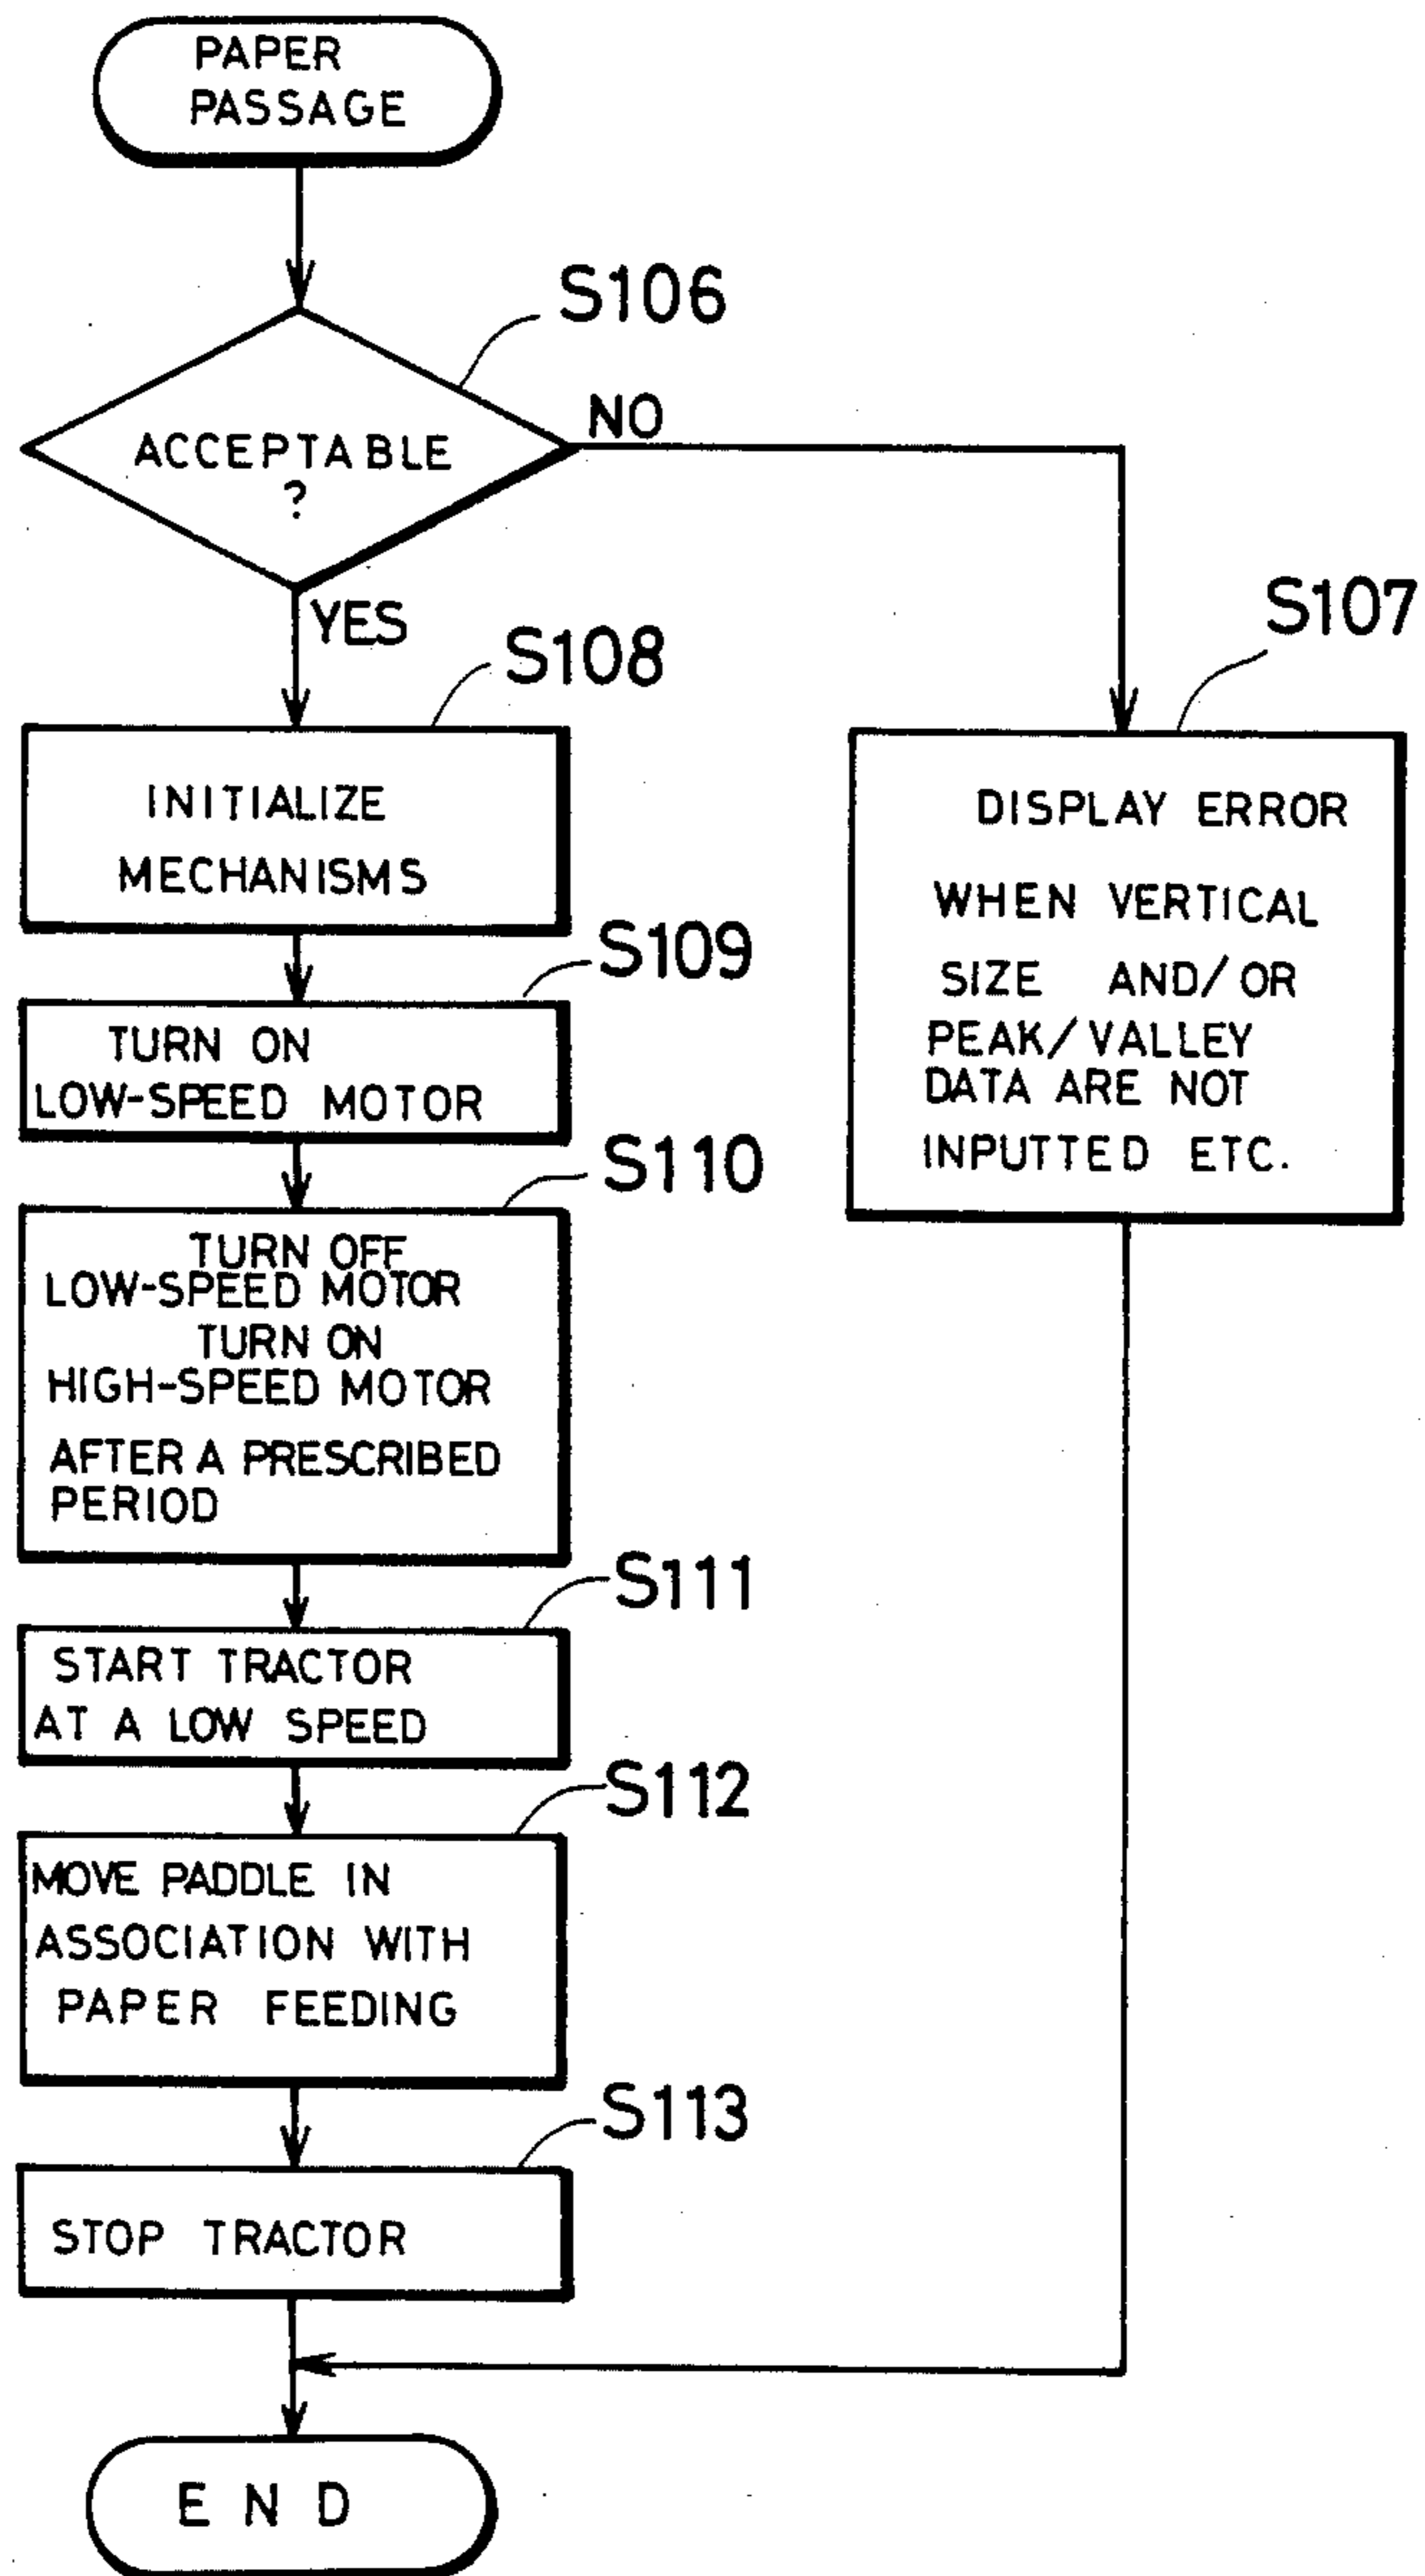 PAPER
PASSAGE
S106
ACCEPTABLE
?
NO
YES
S107
DISPLAY ERROR
WHEN VERTICAL
SIZE AND/OR
PEAK/VALLEY
DATA ARE NOT
INPUTTED ETC.
S108
INITIALIZE
MECHANISMS
S109
TURN ON
LOW-SPEED MOTOR
S110
TURN OFF
LOW-SPEED MOTOR
TURN ON
HIGH-SPEED MOTOR
AFTER A PRESCRIBED
PERIOD
S111
START TRACTOR
AT A LOW SPEED
S112
MOVE PADDLE IN
ASSOCIATION WITH
PAPER FEEDING
S113
STOP TRACTOR
END